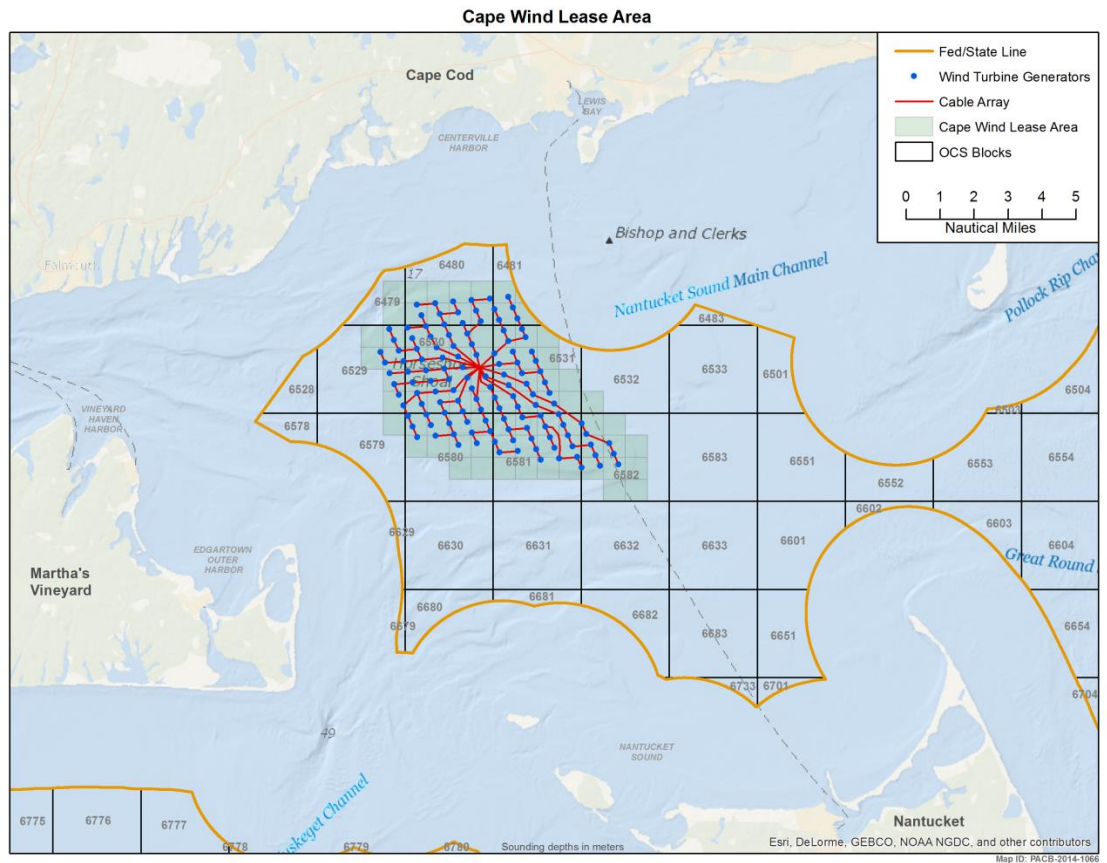 Cape Wind Lease Area
Fed/State Line
Wind Turbine Generators
Cable Array
Cape Wind Lease Area
OCS Blocks
0 1 2 3 4 5
Nautical Miles
Cape Cod
LEWIS
BAY
CENTERVILLE
HARBOR
Bishop and Clerks
Falmouth
17
6480
6481
Nantucket Sound Main Channel
Pollock Rip Cha
6479
6483
6530
6531
6529
Horsesh
Shoal
6532
6533
6501
6528
6504
6503
VINEYARD
HAVEN
HARBOR
6578
6579
6580
6581
6582
6583
6551
6553
6554
6552
6602
6629
6630
6631
6632
6633
6601
6603
6604
Great Round
EDGARTOWN
OUTER
HARBOR
Martha's
Vineyard
6680
6681
6679
6682
6683
6651
6654
6733
6701
6704
49
NANTUCKET
SOUND
uskeget Channel
6775
6776
6777
6778
6779
6780
Nantucket
Sounding depths in meters
Esri, DeLorme, GEBCO, NOAA NGDC, and other contributors
Map ID: PACB-2014-1066